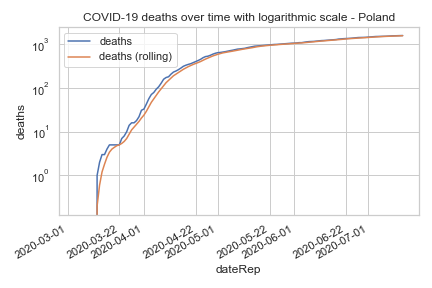 COVID-19 deaths over time with logarithmic scale - Poland
deaths
deaths (rolling)
10³
10²
10¹
10⁰
deaths
2020-03-01
2020-03-22
2020-04-01
2020-04-22
2020-05-01
2020-05-22
2020-06-01
2020-06-22
2020-07-01
dateRep